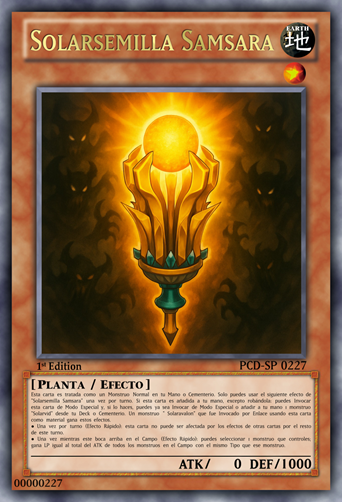 SOLARSEMILLA SAMSARA
EARTH
地
1st Edition
PCD-SP 0227
[ PLANTA / EFECTO ]
Esta carta es tratada como un Monstruo Normal en tu Mano o Cementerio. Solo puedes usar el siguiente efecto de
"Solarsemilla Samsara" una vez por turno. Si esta carta es añadida a tu mano, excepto robándola: puedes Invocar
esta carta de Modo Especial y, si lo haces, puedes ya sea Invocar de Modo Especial o añadir a tu mano 1 monstruo
"Solarvid" desde tu Deck o Cementerio. Un monstruo " Solaravalon" que fue Invocado por Enlace usando esta carta
como material gana estos efectos.
• Una vez por turno (Efecto Rápido): esta carta no puede ser afectada por los efectos de otras cartas por el resto
de este turno.
• Una vez mientras este boca arriba en el Campo (Efecto Rápido): puedes seleccionar 1 monstruo que controles;
gana LP igual al total del ATK de todos los monstruos en el Campo con el mismo Tipo que ese monstruo.
ATK/ 0 DEF/1000
00000227